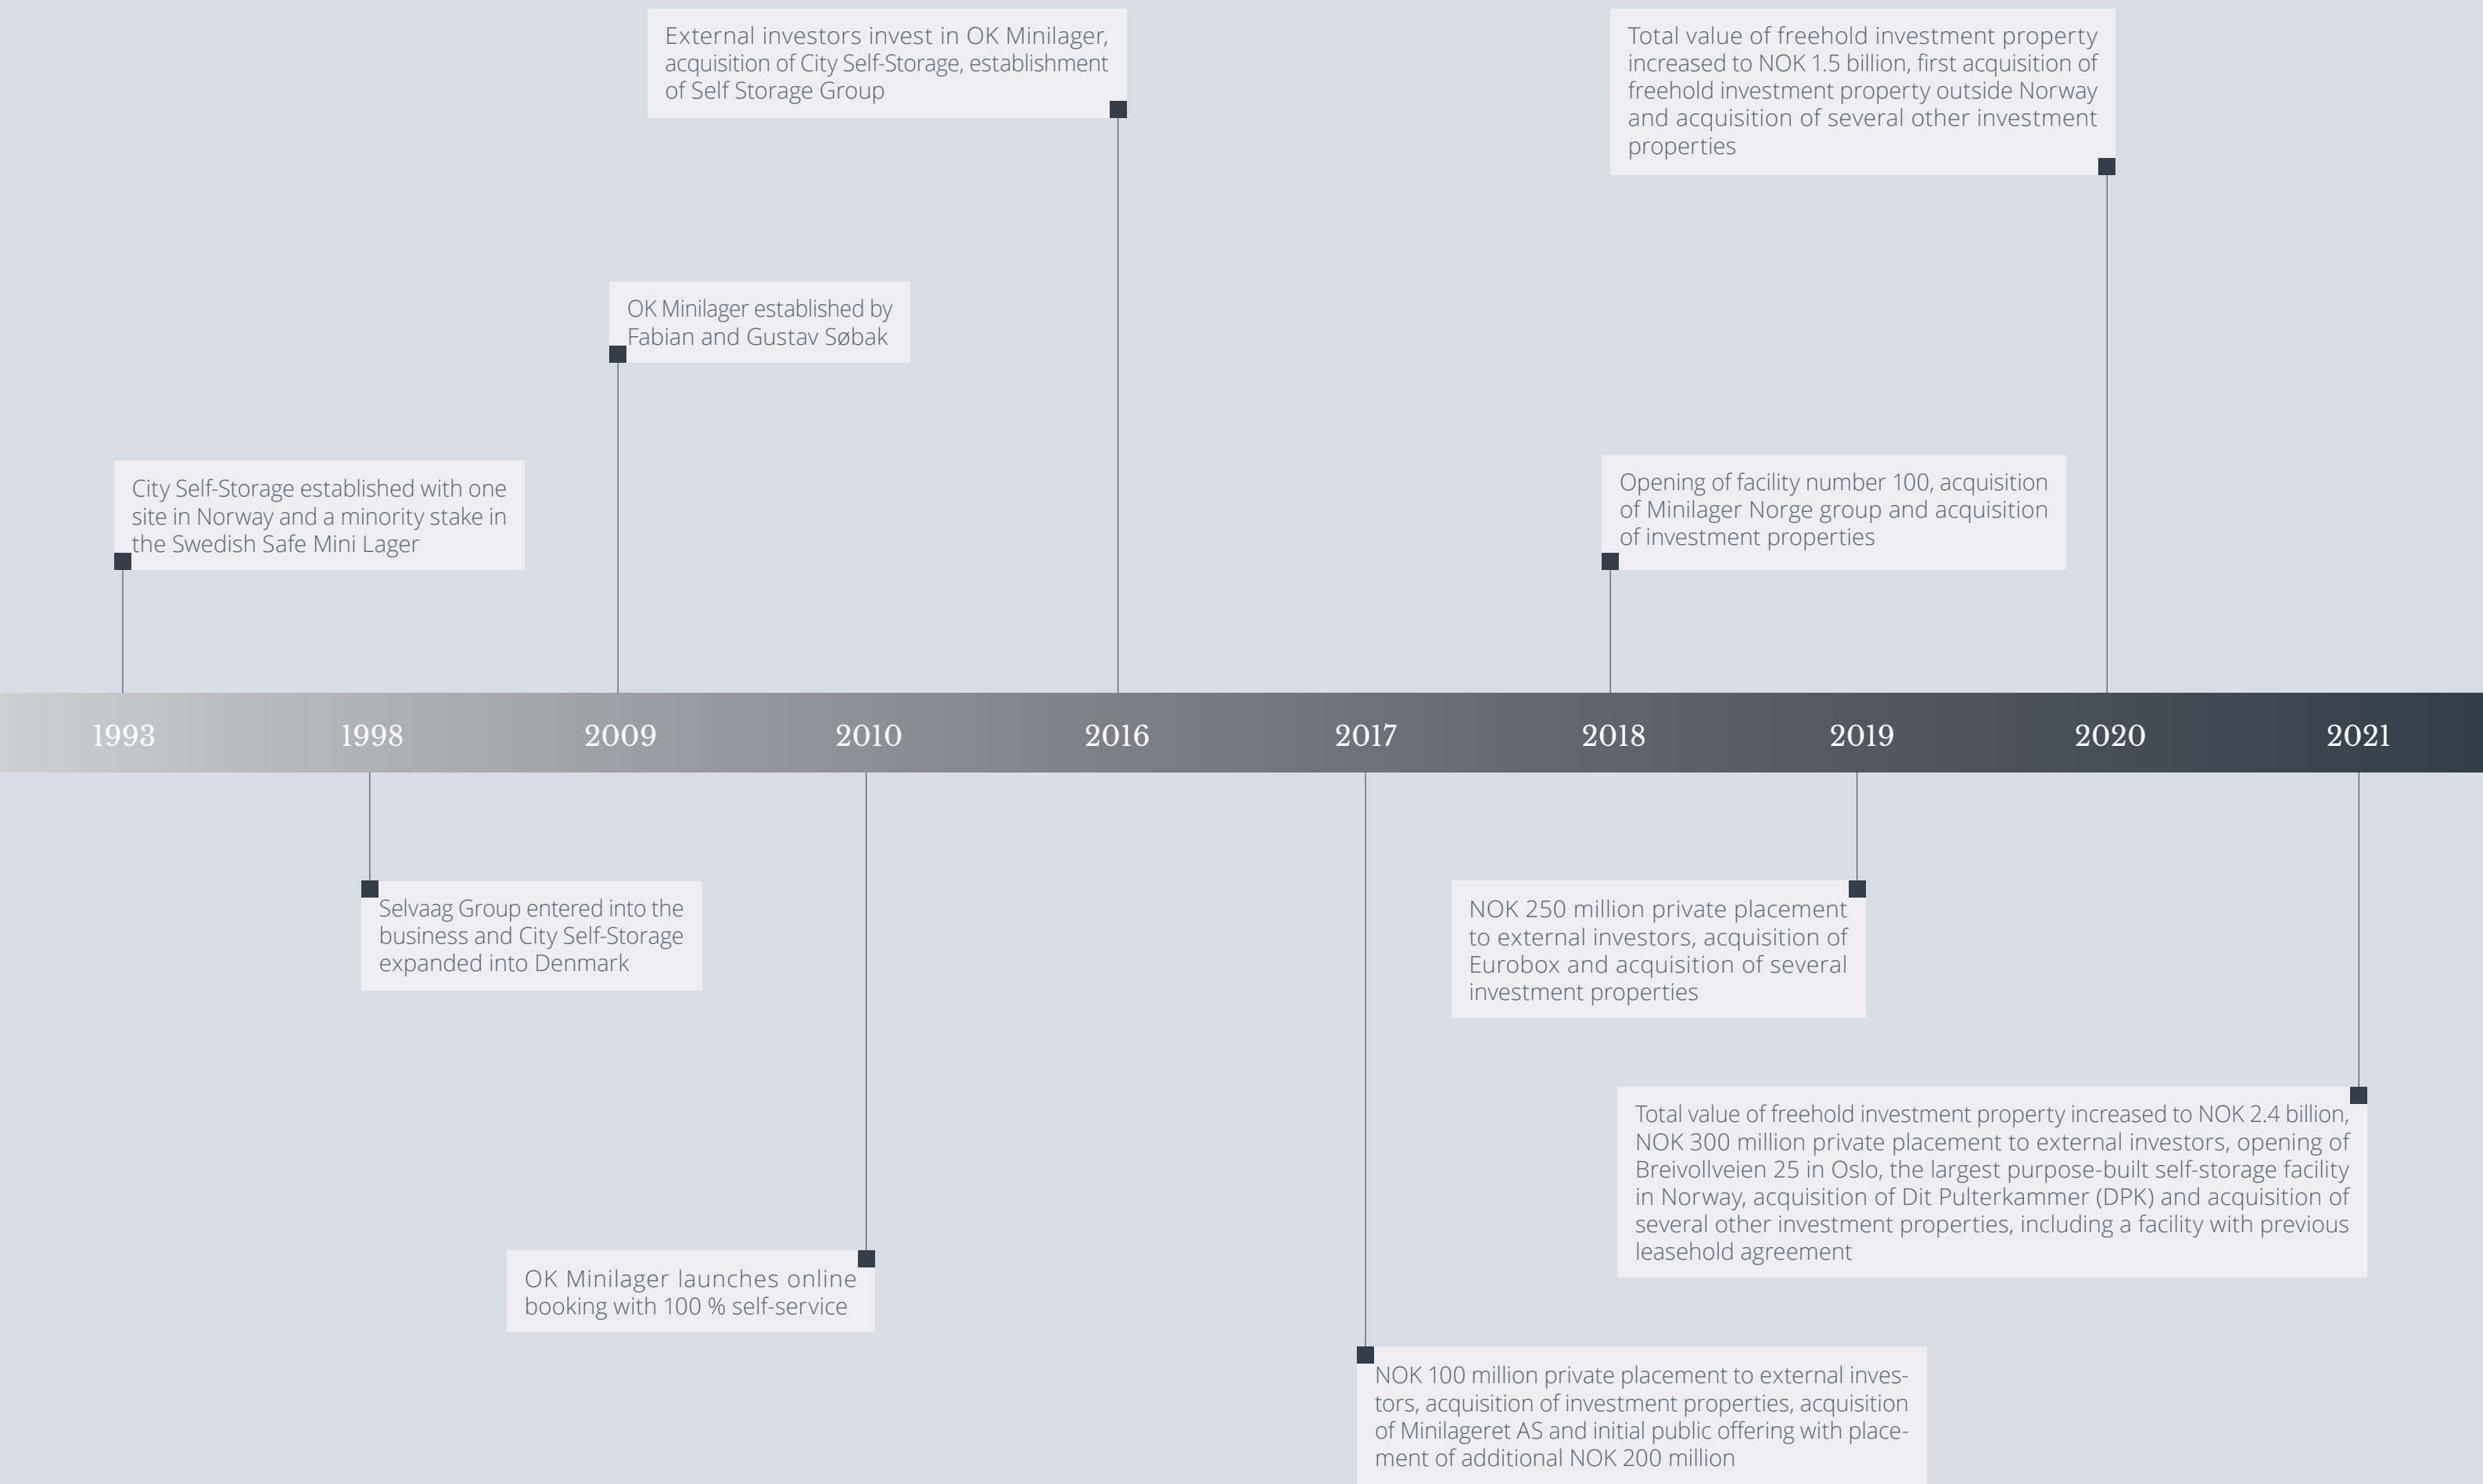 External investors invest in OK Minilager,
acquisition of City Self-Storage, establishment
of Self Storage Group
Total value of freehold investment property
increased to NOK 1.5 billion, first acquisition of
freehold investment property outside Norway
and acquisition of several other investment
properties
OK Minilager established by
Fabian and Gustav Søbak
City Self-Storage established with one
site in Norway and a minority stake in
the Swedish Safe Mini Lager
Opening of facility number 100, acquisition
of Minilager Norge group and acquisition
of investment properties
1993 1998 2009 2010 2016 2017 2018 2019 2020 2021
Selvaag Group entered into the
business and City Self-Storage
expanded into Denmark
NOK 250 million private placement
to external investors, acquisition of
Eurobox and acquisition of several
investment properties
Total value of freehold investment property increased to NOK 2.4 billion,
NOK 300 million private placement to external investors, opening of
Breivollveien 25 in Oslo, the largest purpose-built self-storage facility
in Norway, acquisition of Dit Pulterkammer (DPK) and acquisition of
several other investment properties, including a facility with previous
leasehold agreement
OK Minilager launches online
booking with 100 % self-service
NOK 100 million private placement to external inves-
tors, acquisition of investment properties, acquisition
of Minilageret AS and initial public offering with place-
ment of additional NOK 200 million